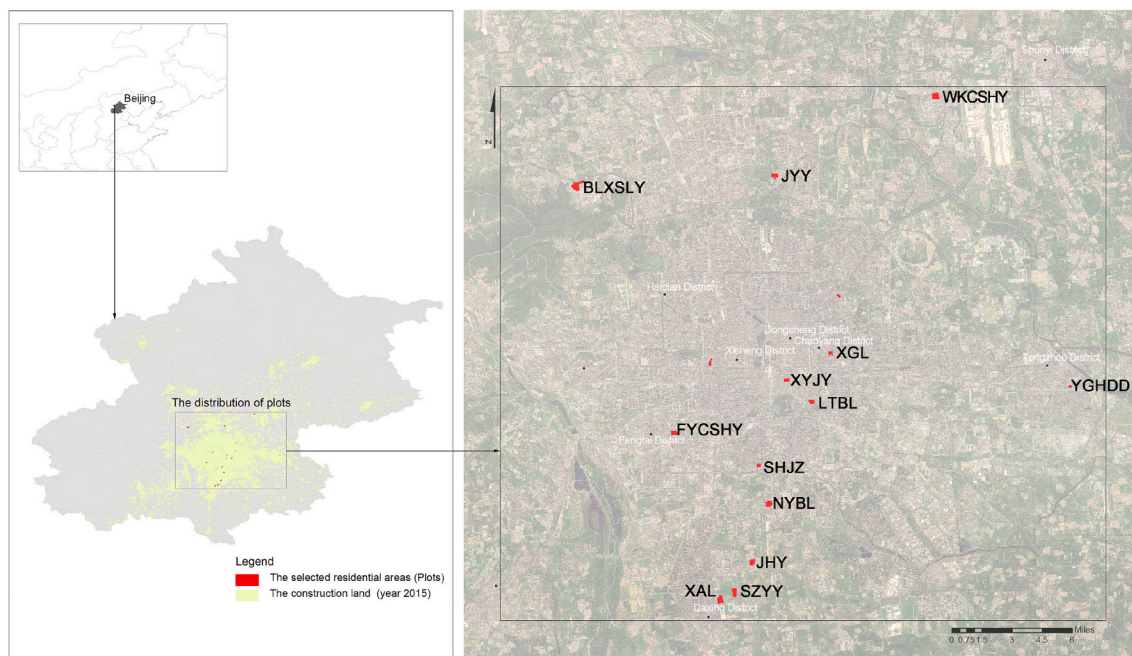 Beijing
The distribution of plots
Legend
The selected residential areas (Plots)
The construction land (year 2015)
Shunyi District
WKCSHY
N
JYY
BLXSLY
Haidian District
Dongcheng District
Chaoyang District
Xicheng District
XGL
Tongzhou District
XYJY
YGHDD
LTBL
FYCSHY
Fengtai District
SHJZ
NYBL
JHY
XAL
SZYY
Daxing District
Miles
0 0.75 1.5 3 4.5 6